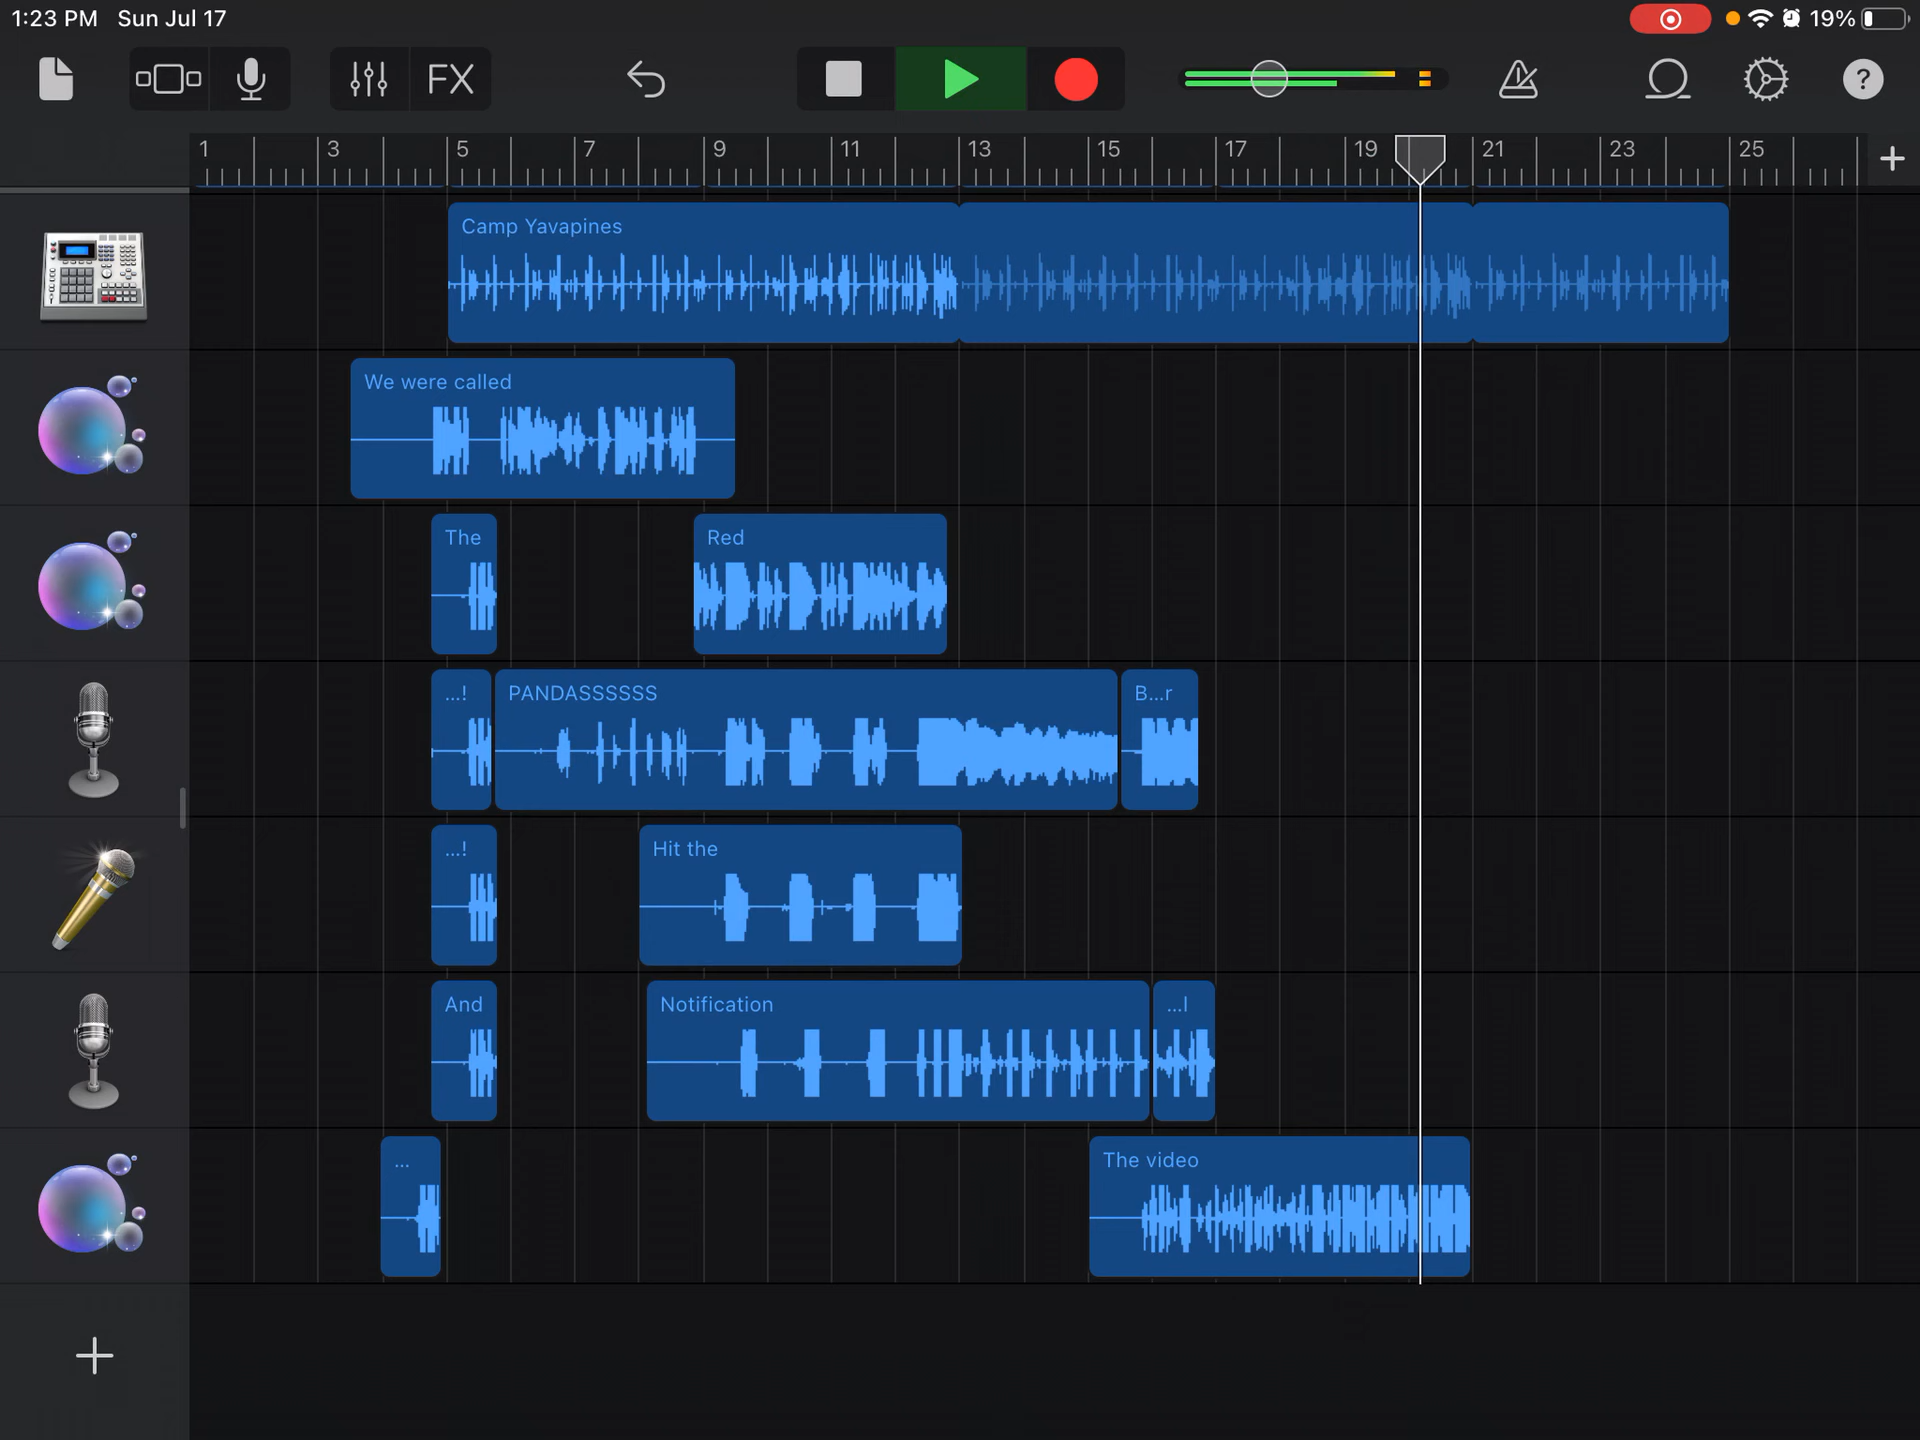 1:23 PM Sun Jul 17
19%
FX
?
1 3 5 7 9 11 13 15 17 19 21 23 25
Camp Yavapines
We were called
The
Red
...!
PANDASSSSSS
B...r
...!
Hit the
And
Notification
...l
...
The video